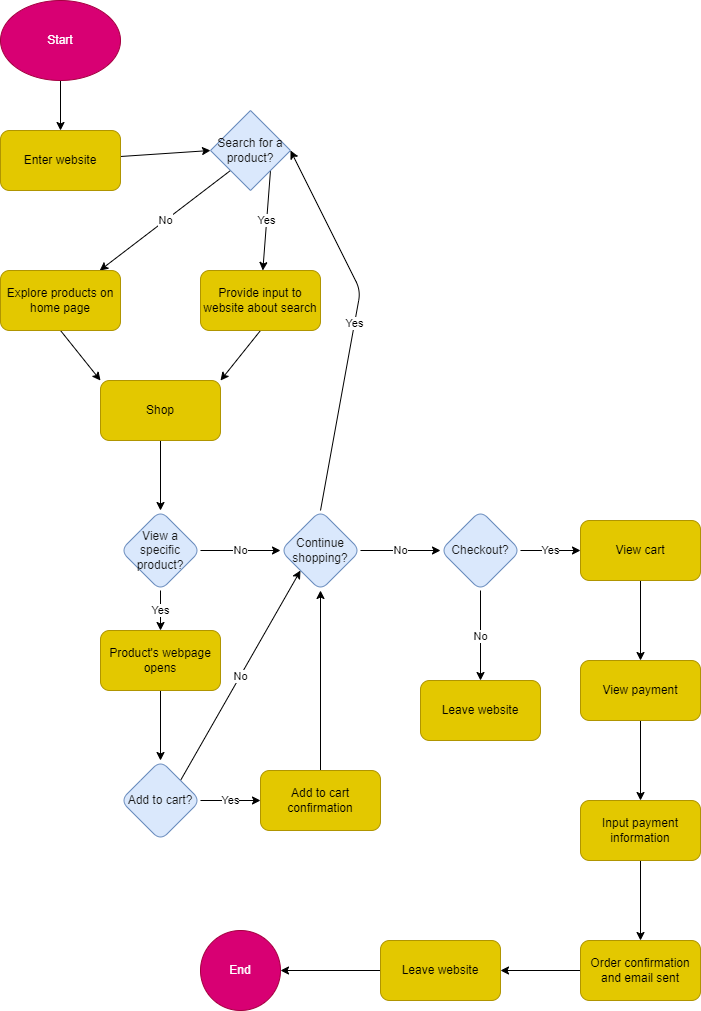 Start
Enter website
Search for a
product?
No
Yes
Explore products on
home page
Provide input to
website about search
Yes
Shop
View a
specific
product?
No
Continue
shopping?
No
Checkout?
Yes
View cart
Yes
No
Product's webpage
opens
No
View payment
Leave website
Add to cart?
Yes
Add to cart
confirmation
Input payment
information
End
Leave website
Order confirmation
and email sent